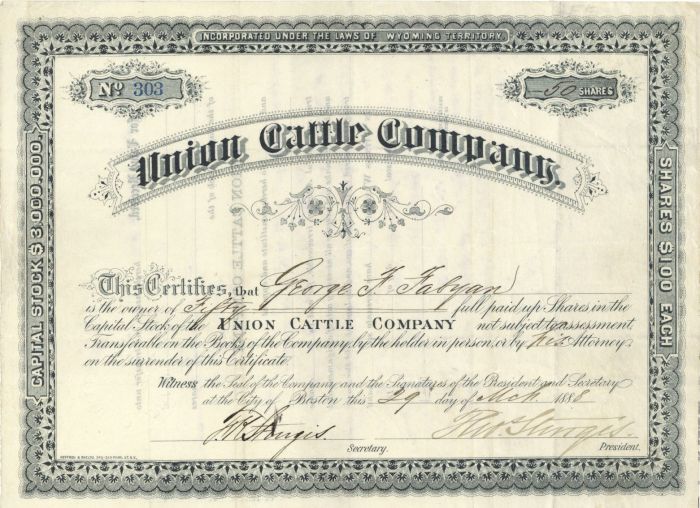 INCORPORATED UNDER THE LAWS OF WYOMING TERRITORY
No 303
50 SHARES
Union Cattle Company.
CAPITAL STOCK $3,000,000.
SHARES $100 EACH
This Certifies, that George F. Fabyan
is the owner of Fifty full paid up Shares in the
Capital Stock of the UNION CATTLE COMPANY not subject to assessment,
Transferable on the Books of the Company, by the holder in person, or by his Attorney
on the surrender of this Certificate.
Witness the Seal of the Company and the Signatures of the President and Secretary
at the City of Boston this 29 day of Mch 1888
F K Sturgis. Thos Sturgis
Secretary. President.